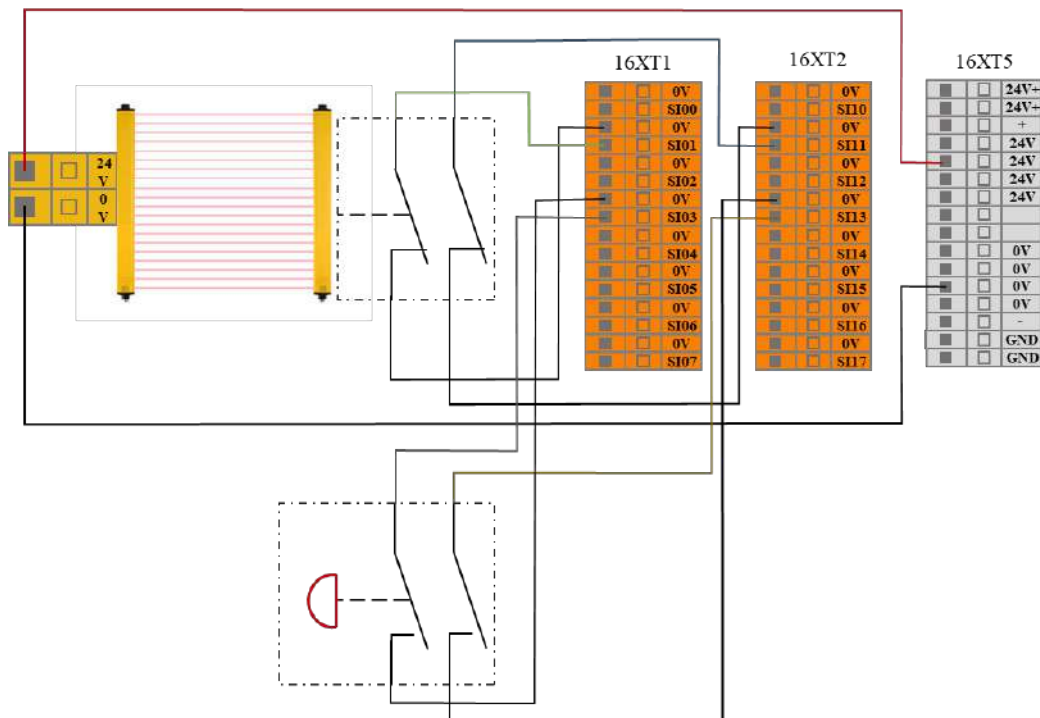 16XT1
16XT2
16XT5
24
V
0
V
0V
SI00
0V
SI01
0V
SI02
0V
SI03
0V
SI04
0V
SI05
0V
SI06
0V
SI07
0V
SI10
0V
SI11
0V
SI12
0V
SI13
0V
SI14
0V
SI15
0V
SI16
0V
SI17
24V+
24V+
+
24V
24V
24V
24V
0V
0V
0V
0V
-
GND
GND